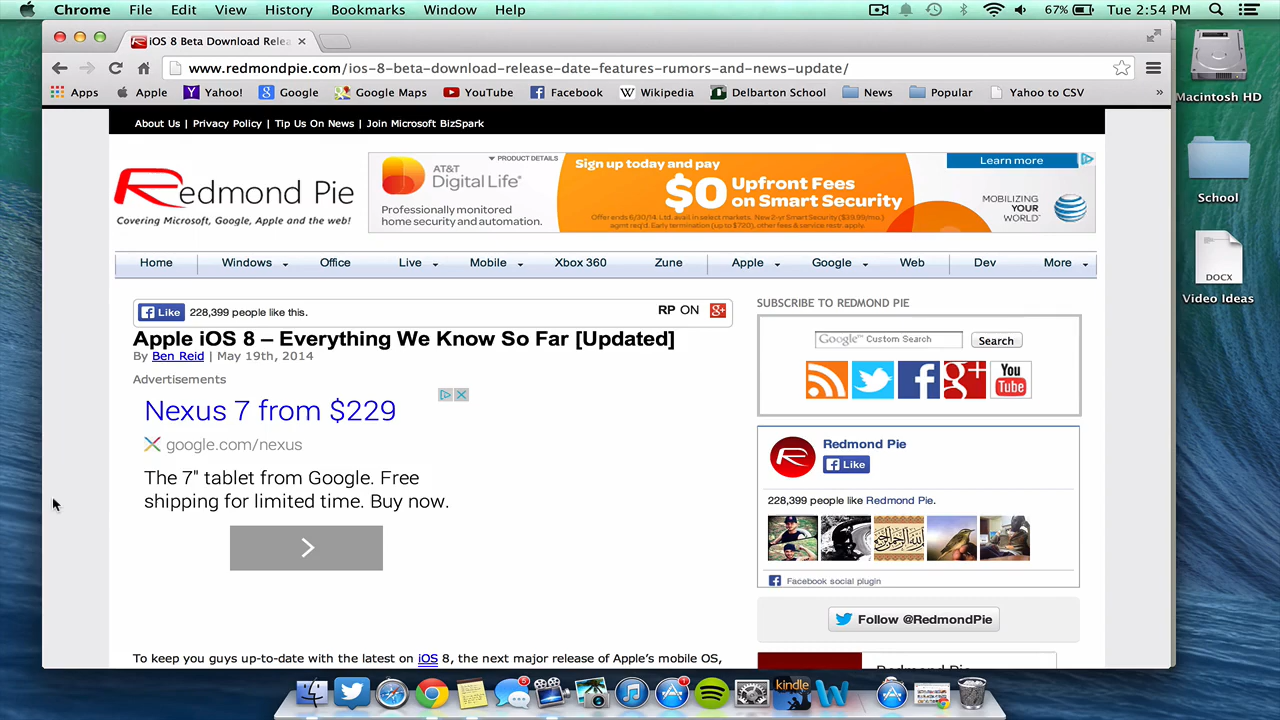 Chrome File Edit View History Bookmarks Window Help 67% Tue 2:54 PM
iOS 8 Beta Download Relea
www.redmondpie.com/ios-8-beta-download-release-date-features-rumors-and-news-update/
Apps Apple Yahoo! Google Google Maps YouTube Facebook Wikipedia Delbarton School News Popular Yahoo to CSV »
Macintosh HD
School
DOCX
Video Ideas
About Us | Privacy Policy | Tip Us On News | Join Microsoft BizSpark
Redmond Pie
Covering Microsoft, Google, Apple and the web!
AT&T
Digital Life
PRODUCT DETAILS
Professionally monitored
home security and automation.
Sign up today and pay
$0 Upfront Fees
on Smart Security
Offer ends 6/30/14. Ltd. avail in select markets. New 2-yr Smart Security ($39.99/mo.)
agmt req'd. Early termination (up to $720), other fees & service restr. apply.
Learn more
MOBILIZING
YOUR
WORLD
Home Windows Office Live Mobile Xbox 360 Zune Apple Google Web Dev More
Like 228,399 people like this. RP ON g+
Apple iOS 8 – Everything We Know So Far [Updated]
By Ben Reid | May 19th, 2014
Advertisements
Nexus 7 from $229
google.com/nexus
The 7" tablet from Google. Free
shipping for limited time. Buy now.
To keep you guys up-to-date with the latest on iOS 8, the next major release of Apple's mobile OS,
SUBSCRIBE TO REDMOND PIE
Google™ Custom Search Search
g+ You
Tube
Redmond Pie
Like
228,399 people like Redmond Pie.
Facebook social plugin
Follow @RedmondPie
Redmond Pie
5
1
kindle
W